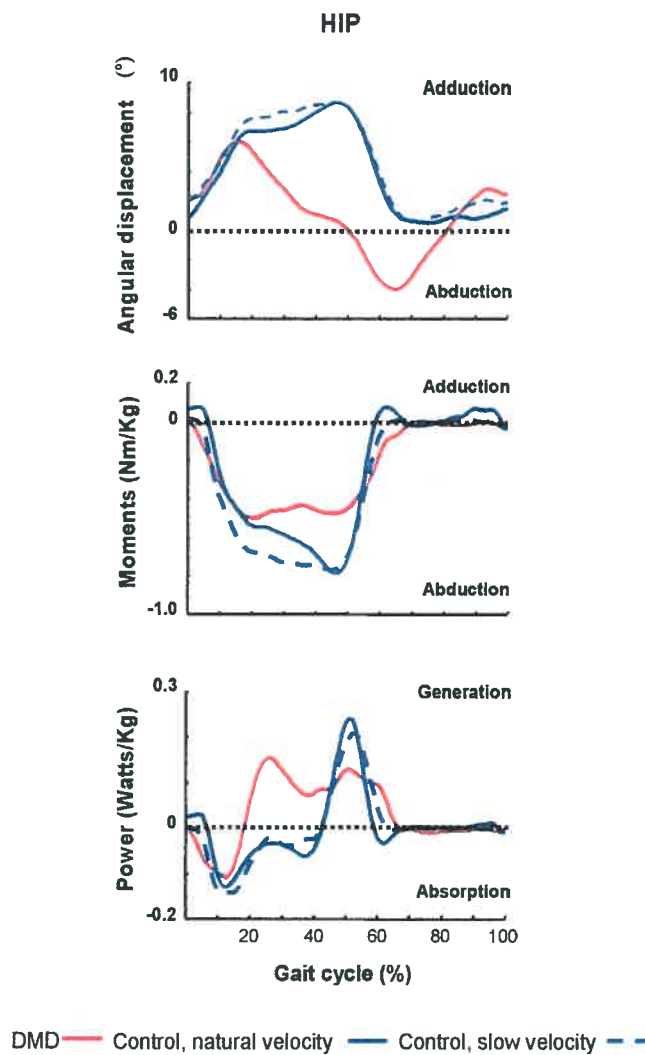 HIP
Angular displacement (°)
10
0
-6
Adduction
Abduction
Moments (Nm/Kg)
0.2
0
-1.0
Adduction
Abduction
Power (Watts/Kg)
0.3
0
-0.2
Generation
Absorption
20 40 60 80 100
Gait cycle (%)
DMD Control, natural velocity Control, slow velocity